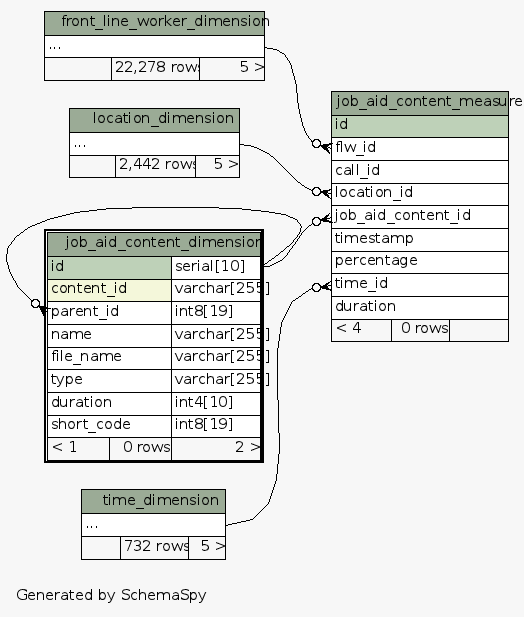 front_line_worker_dimension
...
22,278 rows 5 >
location_dimension
...
2,442 rows 5 >
job_aid_content_measure
id
flw_id
call_id
location_id
job_aid_content_id
timestamp
percentage
time_id
duration
< 4 0 rows
job_aid_content_dimension
id serial[10]
content_id varchar[255]
parent_id int8[19]
name varchar[255]
file_name varchar[255]
type varchar[255]
duration int4[10]
short_code int8[19]
< 1 0 rows 2 >
time_dimension
...
732 rows 5 >
Generated by SchemaSpy